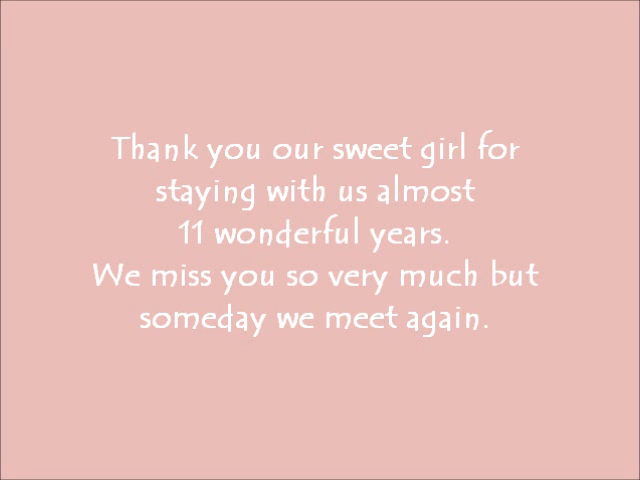 Thank you our sweet girl for
staying with us almost
11 wonderful years.
We miss you so very much but
someday we meet again.